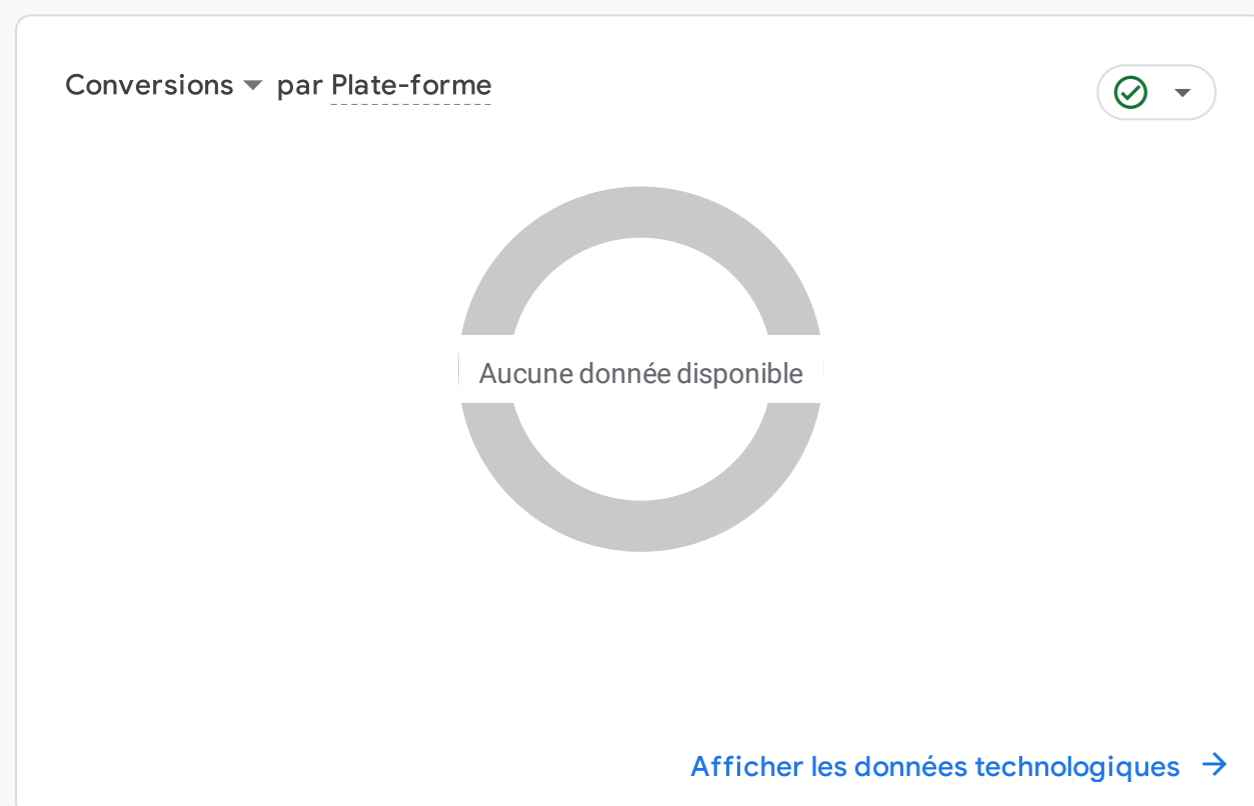 Conversions par Plate-forme
Aucune donnée disponible
Afficher les données technologiques